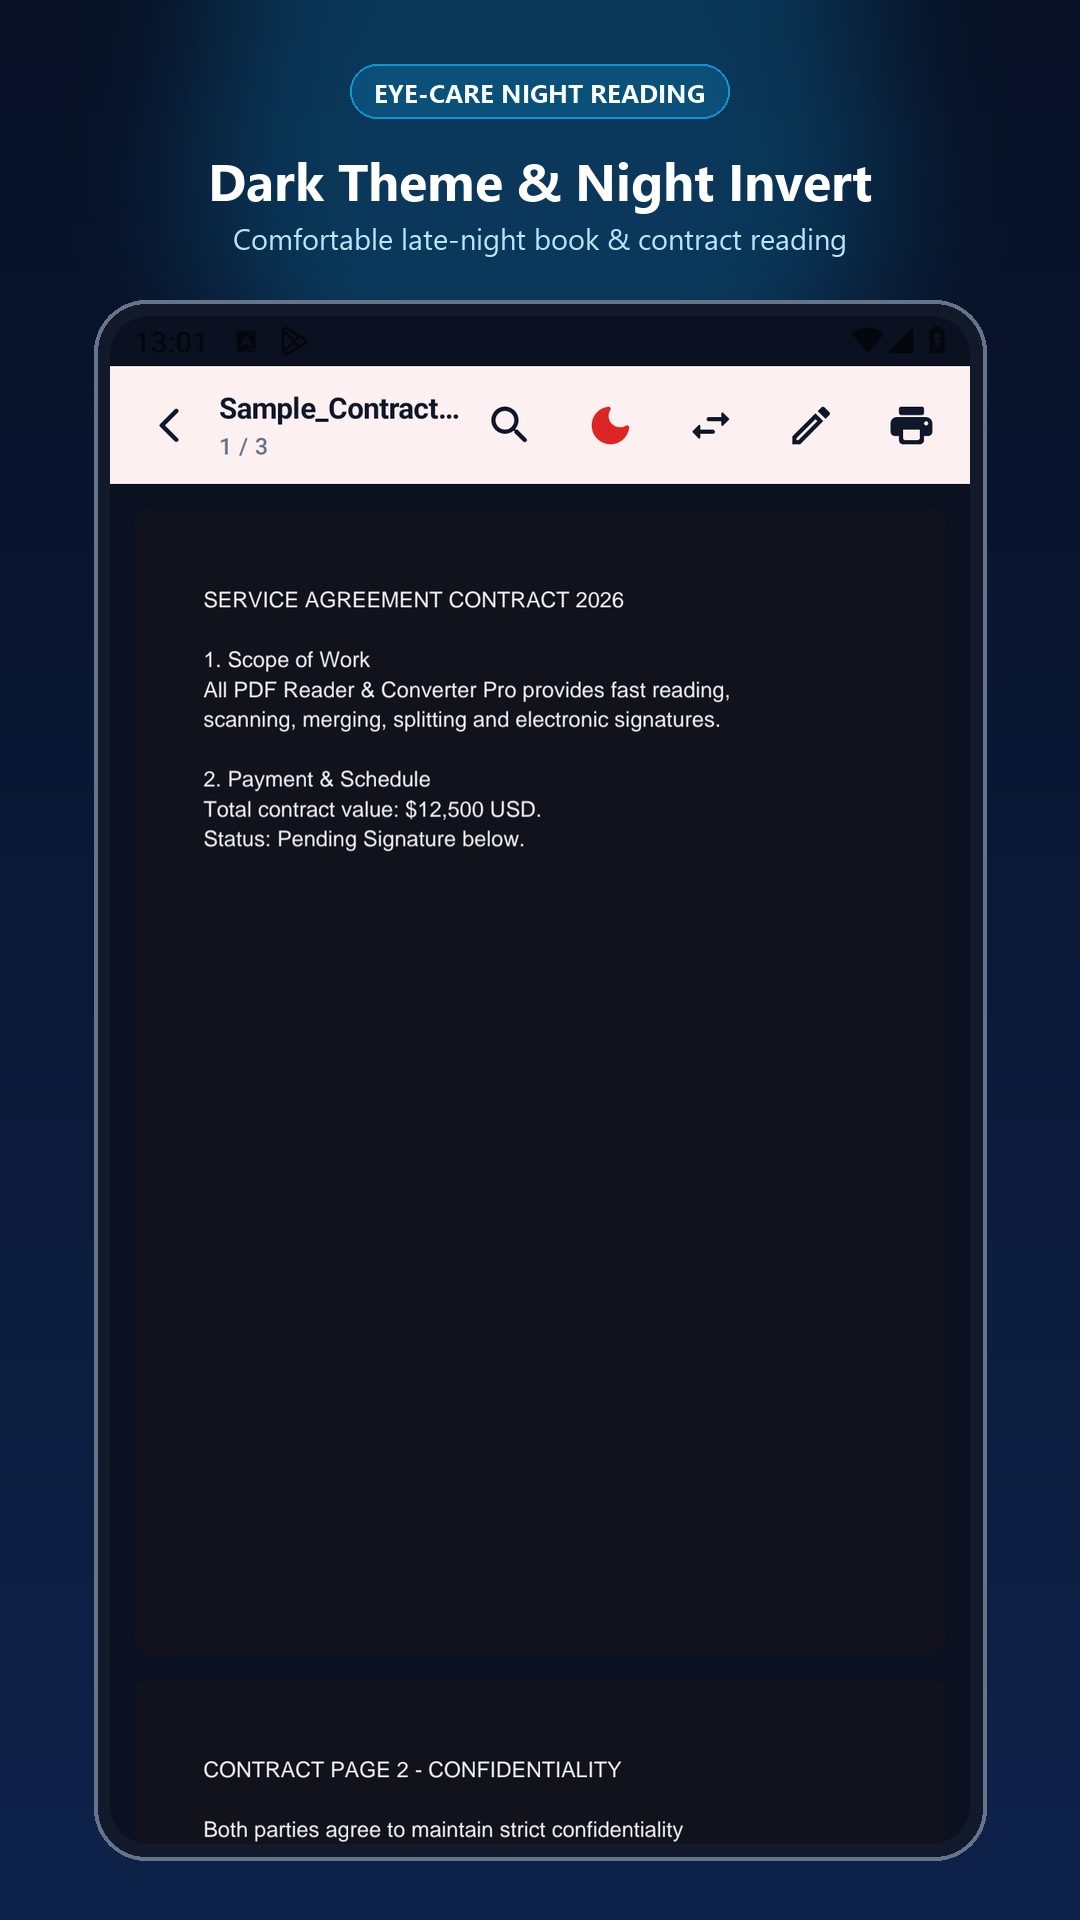 EYE-CARE NIGHT READING
Dark Theme & Night Invert
Comfortable late-night book & contract reading
13:01
Sample_Contract...
1 / 3
SERVICE AGREEMENT CONTRACT 2026
1. Scope of Work
All PDF Reader & Converter Pro provides fast reading,
scanning, merging, splitting and electronic signatures.
2. Payment & Schedule
Total contract value: $12,500 USD.
Status: Pending Signature below.
CONTRACT PAGE 2 - CONFIDENTIALITY
Both parties agree to maintain strict confidentiality